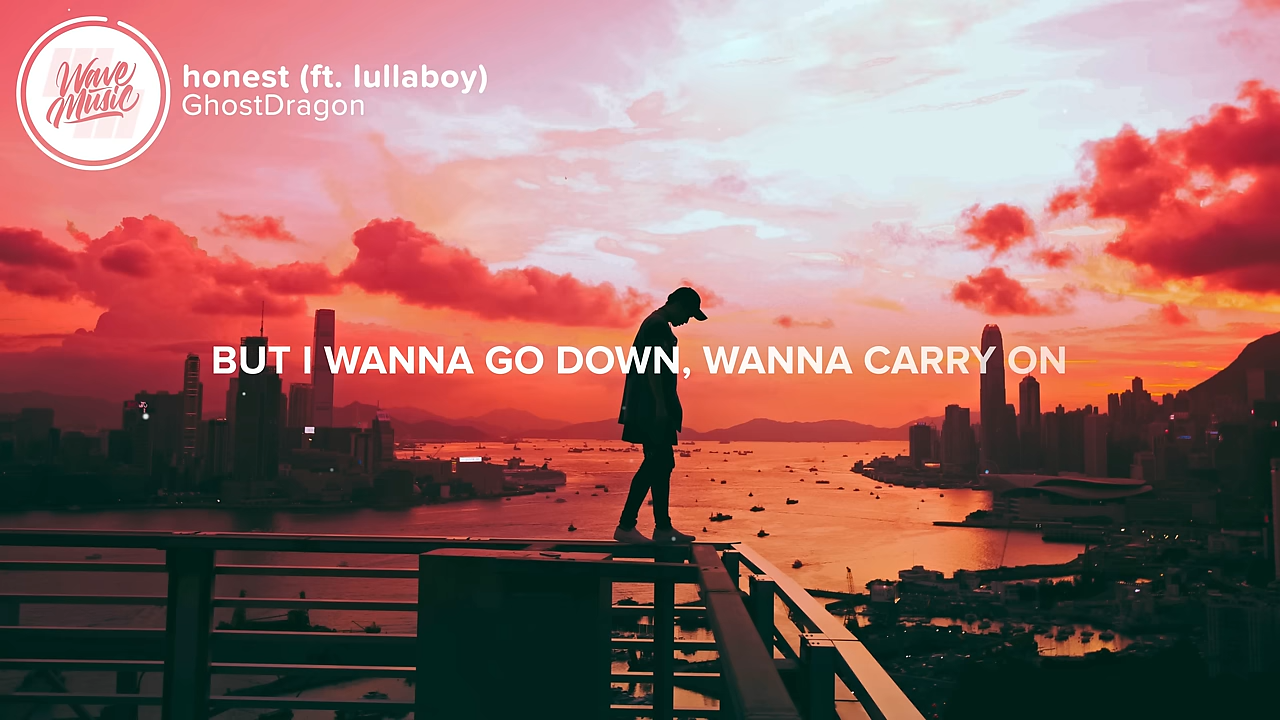 Wave
Music
honest (ft. lullaboy)
GhostDragon
BUT I WANNA GO DOWN, WANNA CARRY ON